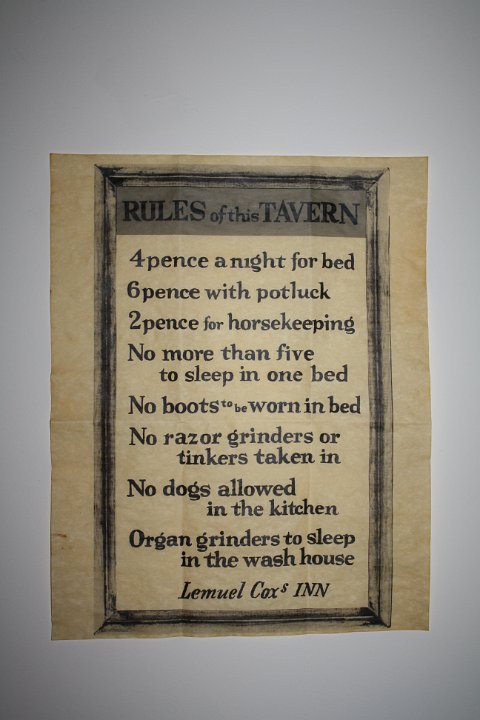 RULES of this TAVERN
4 pence a night for bed
6 pence with potluck
2 pence for horsekeeping
No more than five
to sleep in one bed
No boots to be worn in bed
No razor grinders or
tinkers taken in
No dogs allowed
in the kitchen
Organ grinders to sleep
in the wash house
Lemuel Coxs INN